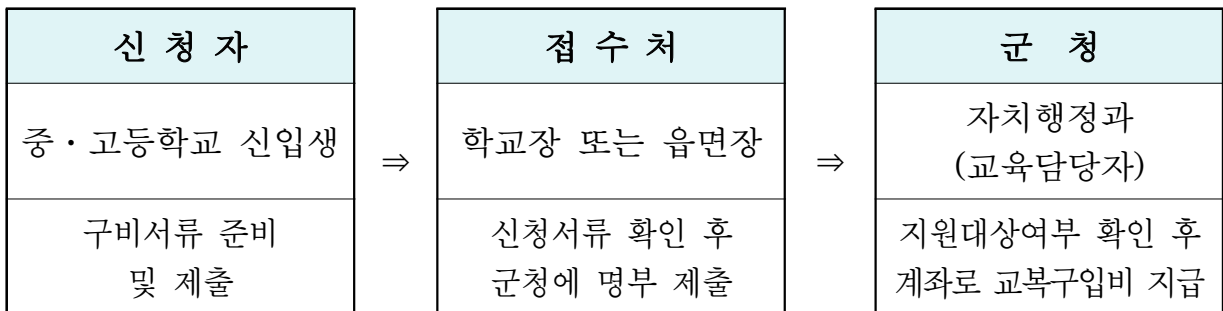 신 청 자
중·고등학교 신입생
구비서류 준비
및 제출
⇒
접 수 처
학교장 또는 읍면장
신청서류 확인 후
군청에 명부 제출
⇒
군 청
자치행정과
(교육담당자)
지원대상여부 확인 후
계좌로 교복구입비 지급